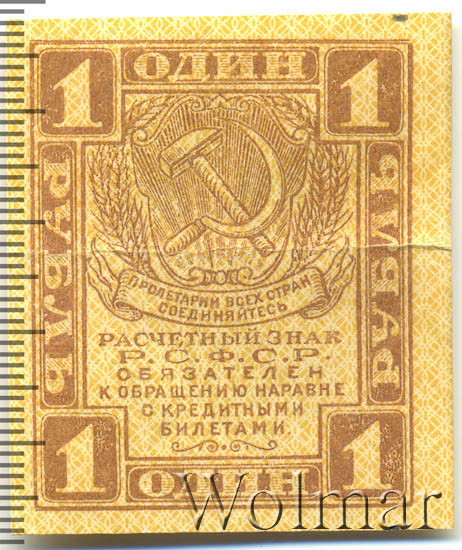 1 ОДИН 1
РУБЛЬ
РУБЛЬ
ПРОЛЕТАРИИ ВСЕХ СТРАН
СОЕДИНЯЙТЕСЬ
РАСЧЕТНЫЙ ЗНАК
Р.С.Ф.С.Р.
ОБЯЗАТЕЛЕН
К ОБРАЩЕНИЮ НАРАВНЕ
С КРЕДИТНЫМИ
БИЛЕТАМИ.
1 ОДИН 1
Wolmar